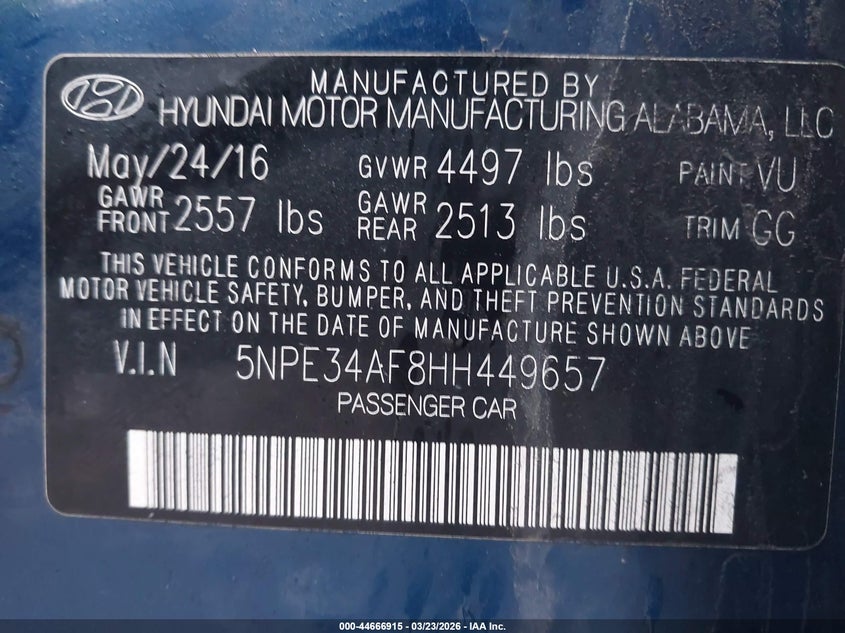 MANUFACTURED BY
HYUNDAI MOTOR MANUFACTURING ALABAMA, LLC
May/24/16 GVWR 4497 lbs PAINT VU
GAWR FRONT 2557 lbs GAWR REAR 2513 lbs TRIM GG
THIS VEHICLE CONFORMS TO ALL APPLICABLE U.S.A. FEDERAL
MOTOR VEHICLE SAFETY, BUMPER, AND THEFT PREVENTION STANDARDS
IN EFFECT ON THE DATE OF MANUFACTURE SHOWN ABOVE
V.I.N 5NPE34AF8HH449657
PASSENGER CAR
000-44666915 - 03/23/2026 - IAA Inc.